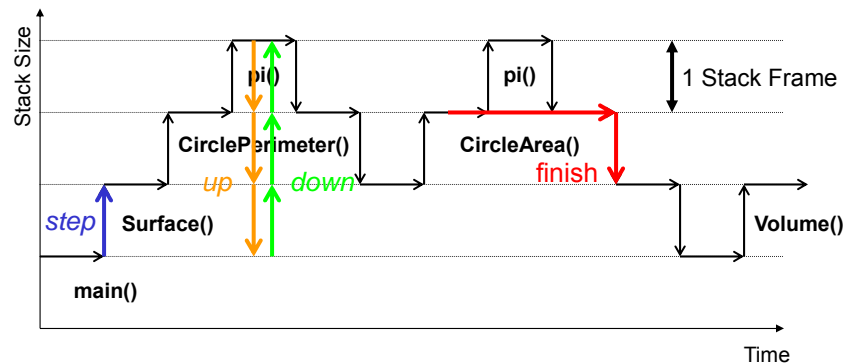 Stack Size
pi()
pi()
1 Stack Frame
CirclePerimeter()
CircleArea()
up
down
finish
step
Surface()
Volume()
main()
Time